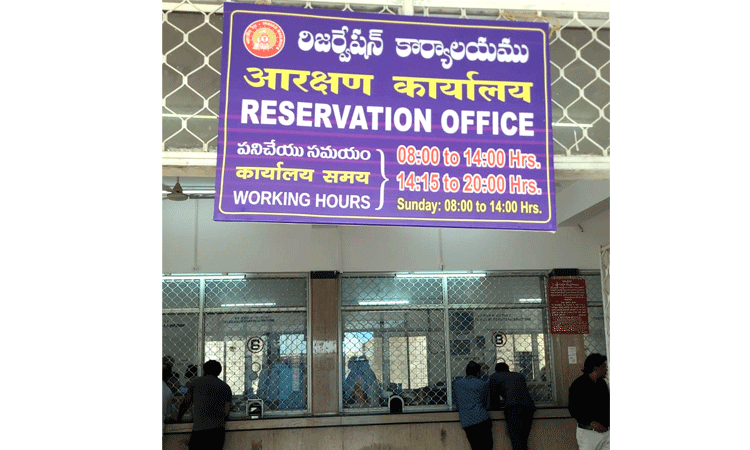 రిజర్వేషన్ కార్యాలయము
आरक्षण कार्यालय
RESERVATION OFFICE
పనిచేయు సమయం
कार्यालय समय
WORKING HOURS
08:00 to 14:00 Hrs.
14:15 to 20:00 Hrs.
Sunday: 08:00 to 14:00 Hrs.